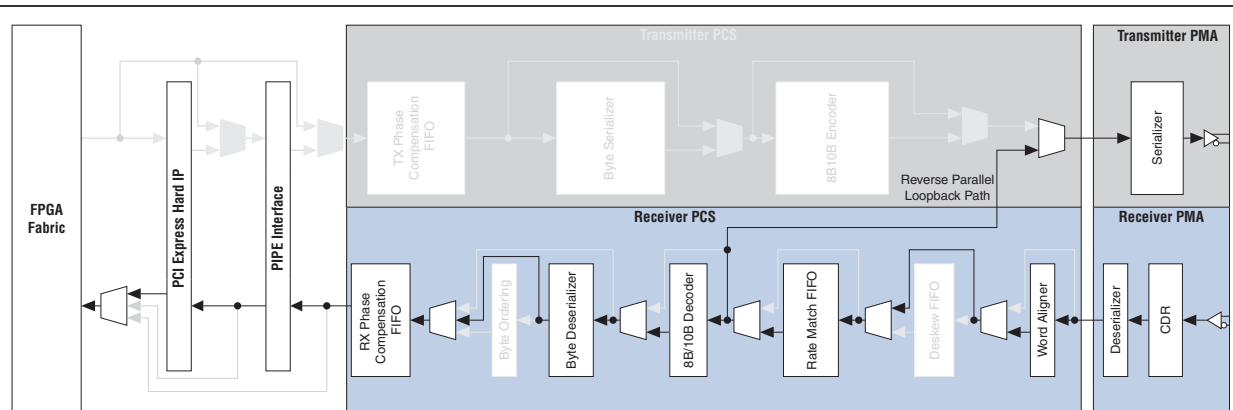 Transmitter PCS
Transmitter PMA
FPGA
Fabric
PCI Express Hard IP
PIPE Interface
TX Phase
Compensation
FIFO
Byte Serializer
8B10B Encoder
Serializer
Reverse Parallel
Loopback Path
Receiver PCS
Receiver PMA
RX Phase
Compensation
FIFO
Byte Ordering
Byte Deserializer
8B/10B Decoder
Rate Match FIFO
Deskew FIFO
Word Aligner
Deserializer
CDR